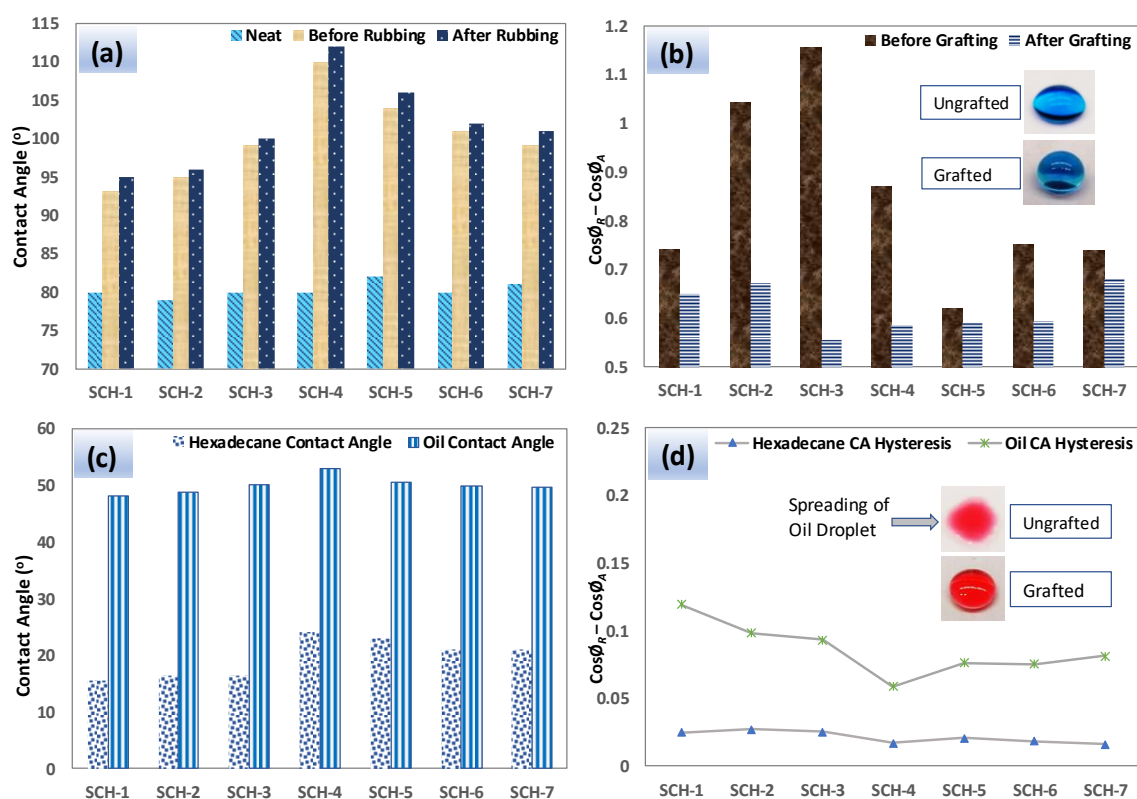 (a)
Neat Before Rubbing After Rubbing
Contact Angle (º)
115
110
105
100
95
90
85
80
75
70
SCH-1 SCH-2 SCH-3 SCH-4 SCH-5 SCH-6 SCH-7
(b)
Before Grafting After Grafting
Ungrafted
Grafted
CosØR – CosØA
1.2
1.1
1
0.9
0.8
0.7
0.6
0.5
SCH-1 SCH-2 SCH-3 SCH-4 SCH-5 SCH-6 SCH-7
(c)
Hexadecane Contact Angle Oil Contact Angle
Contact Angle (º)
60
50
40
30
20
10
0
SCH-1 SCH-2 SCH-3 SCH-4 SCH-5 SCH-6 SCH-7
(d)
Hexadecane CA Hysteresis Oil CA Hysteresis
Spreading of
Oil Droplet
Ungrafted
Grafted
CosØR – CosØA
0.25
0.2
0.15
0.1
0.05
0
SCH-1 SCH-2 SCH-3 SCH-4 SCH-5 SCH-6 SCH-7